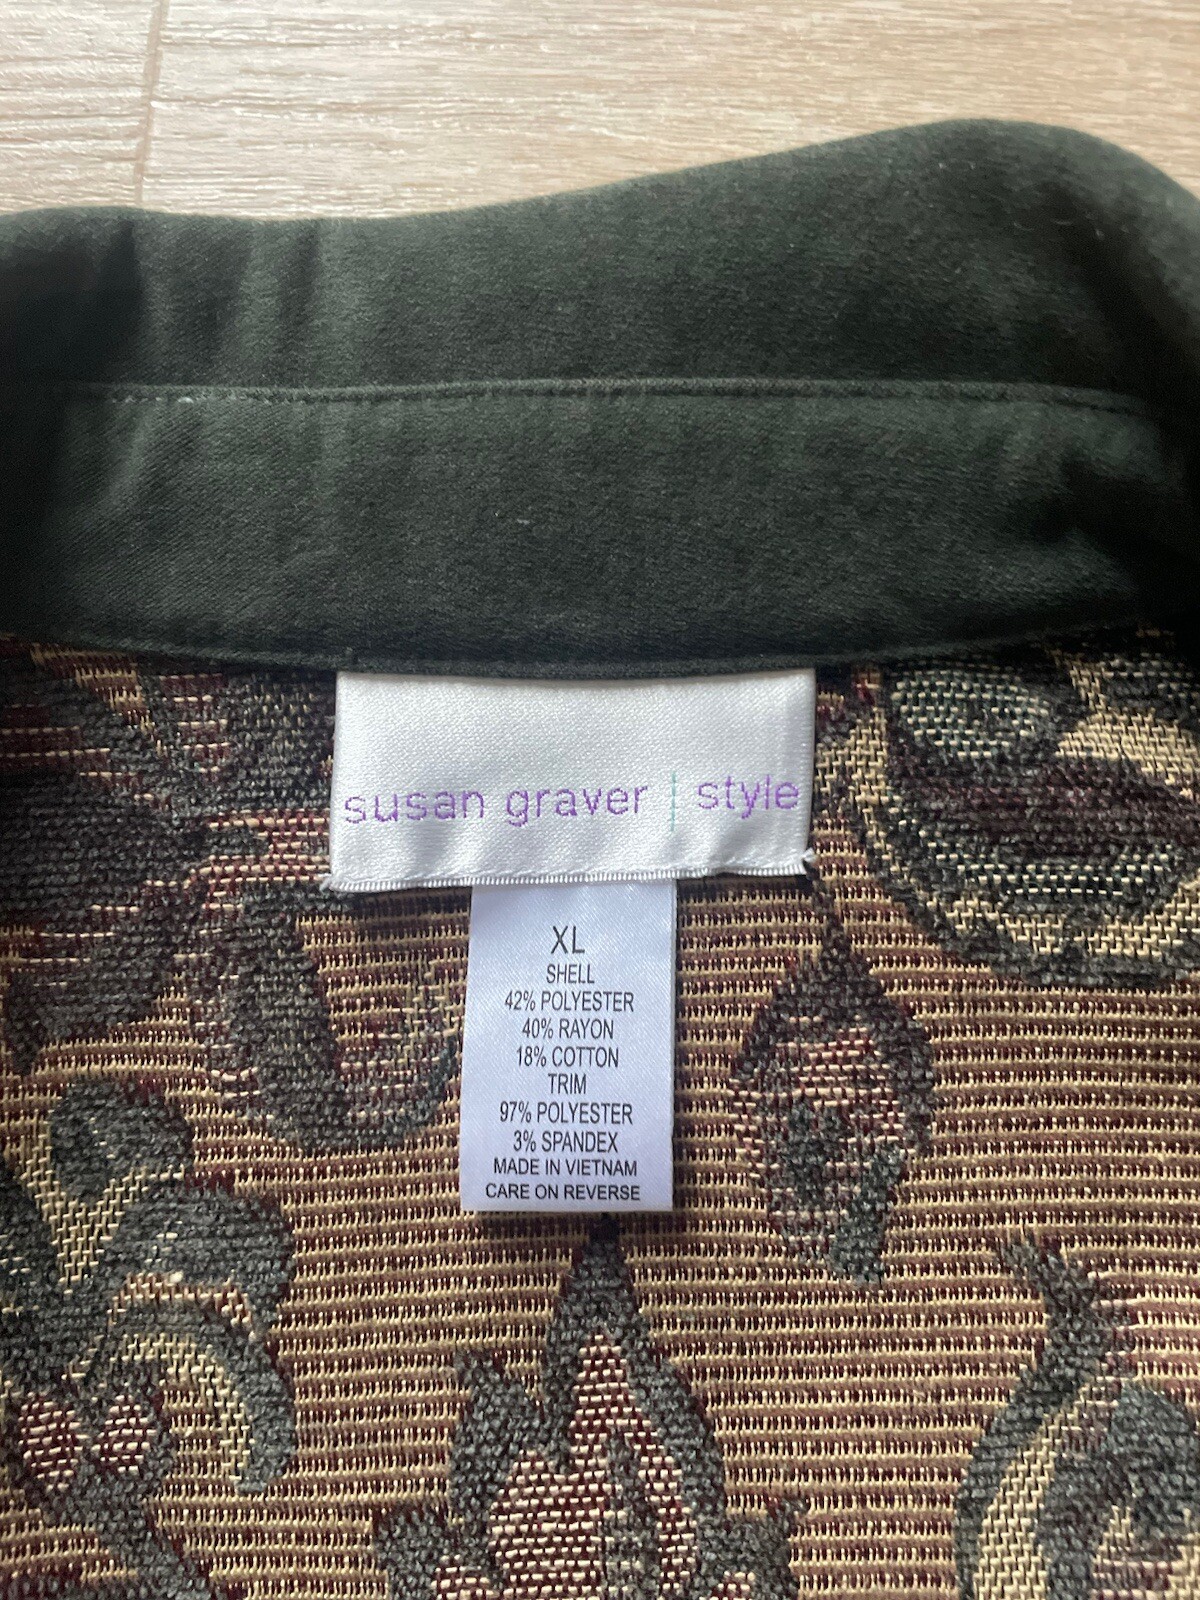 susan graver | style
XL
SHELL
42% POLYESTER
40% RAYON
18% COTTON
TRIM
97% POLYESTER
3% SPANDEX
MADE IN VIETNAM
CARE ON REVERSE